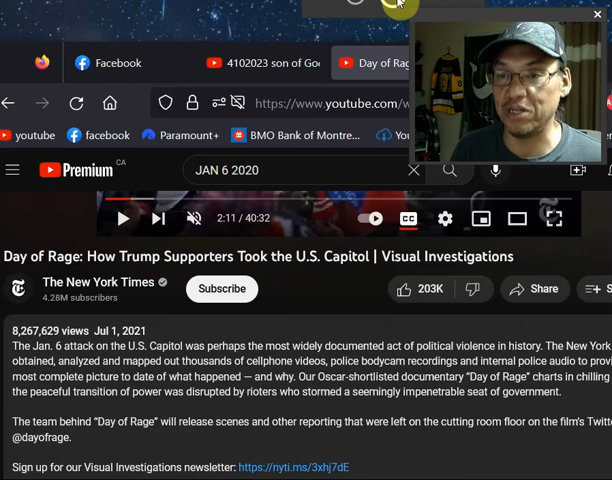 Facebook
4102023 son of Go
Day of Rage
https://www.youtube.com/w
youtube
facebook
Paramount+
BMO Bank of Montre...
You
Premium CA
JAN 6 2020
2:11 / 40:32
CC
Day of Rage: How Trump Supporters Took the U.S. Capitol | Visual Investigations
The New York Times
4.28M subscribers
Subscribe
203K
Share
S
8,267,629 views Jul 1, 2021
The Jan. 6 attack on the U.S. Capitol was perhaps the most widely documented act of political violence in history. The New York
obtained, analyzed and mapped out thousands of cellphone videos, police bodycam recordings and internal police audio to provi
most complete picture to date of what happened — and why. Our Oscar-shortlisted documentary “Day of Rage” charts in chilling
the peaceful transition of power was disrupted by rioters who stormed a seemingly impenetrable seat of government.
The team behind “Day of Rage” will release scenes and other reporting that were left on the cutting room floor on the film's Twitte
@dayofrage.
Sign up for our Visual Investigations newsletter: https://nyti.ms/3xhj7dE